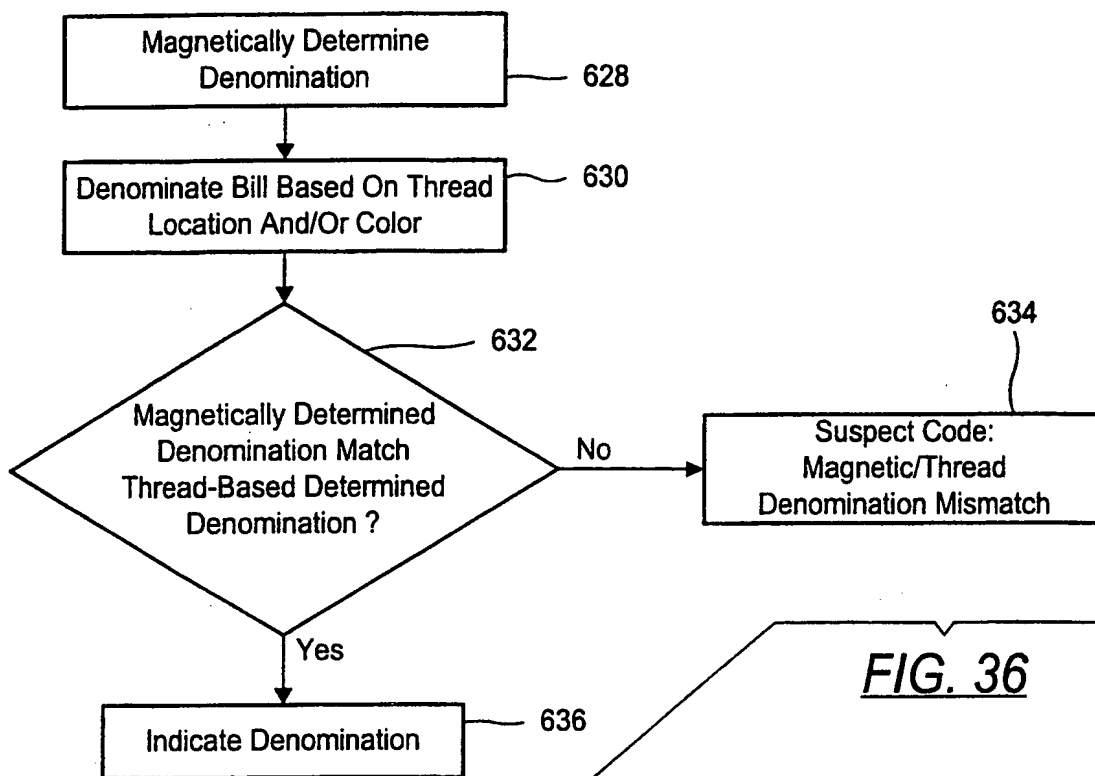 Magnetically Determine
Denomination
628
Denominate Bill Based On Thread
Location And/Or Color
630
632
Magnetically Determined
Denomination Match
Thread-Based Determined
Denomination ?
No
634
Suspect Code:
Magnetic/Thread
Denomination Mismatch
Yes
Indicate Denomination
636
FIG. 36